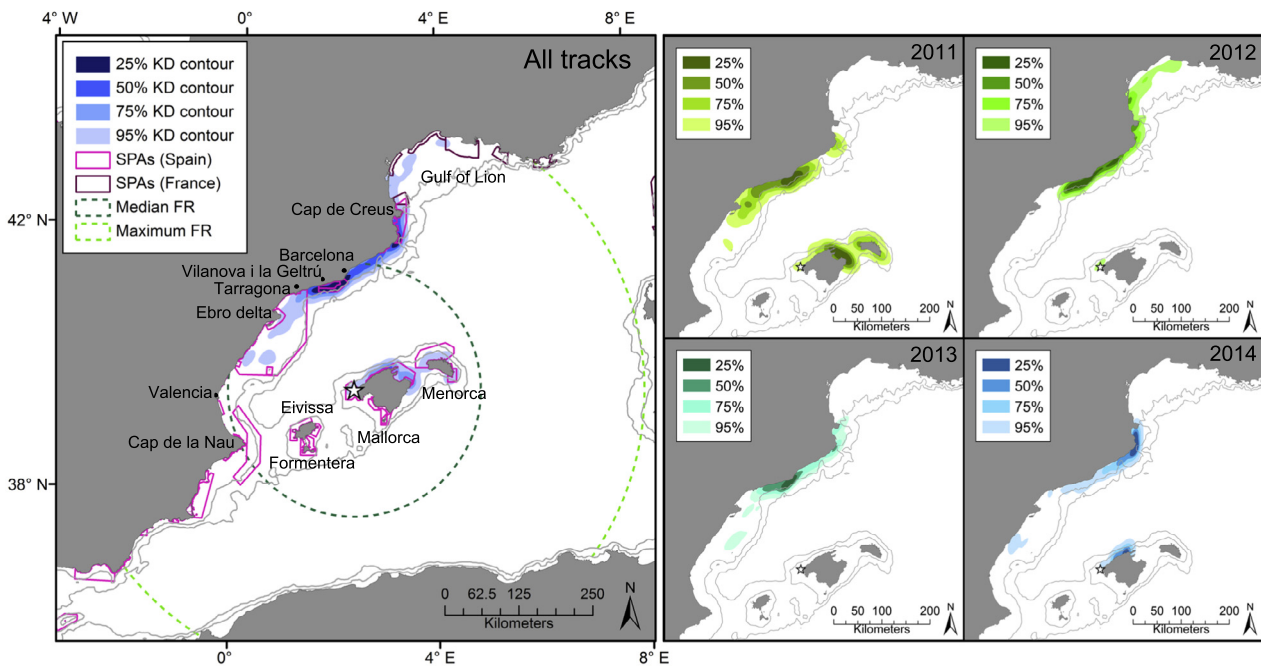 4° W
0°
4° E
8° E
All tracks
25% KD contour
50% KD contour
75% KD contour
95% KD contour
SPAs (Spain)
SPAs (France)
Median FR
Maximum FR
42° N
38° N
Gulf of Lion
Cap de Creus
Barcelona
Vilanova i la Geltrú
Tarragona
Ebro delta
Valencia
Menorca
Eivissa
Mallorca
Cap de la Nau
Formentera
N
0 62.5 125 250
Kilometers
0°
4° E
8° E
2011
25%
50%
75%
95%
0 50 100 200
Kilometers
N
2012
25%
50%
75%
95%
0 50 100 200
Kilometers
N
2013
25%
50%
75%
95%
0 50 100 200
Kilometers
N
2014
25%
50%
75%
95%
0 50 100 200
Kilometers
N